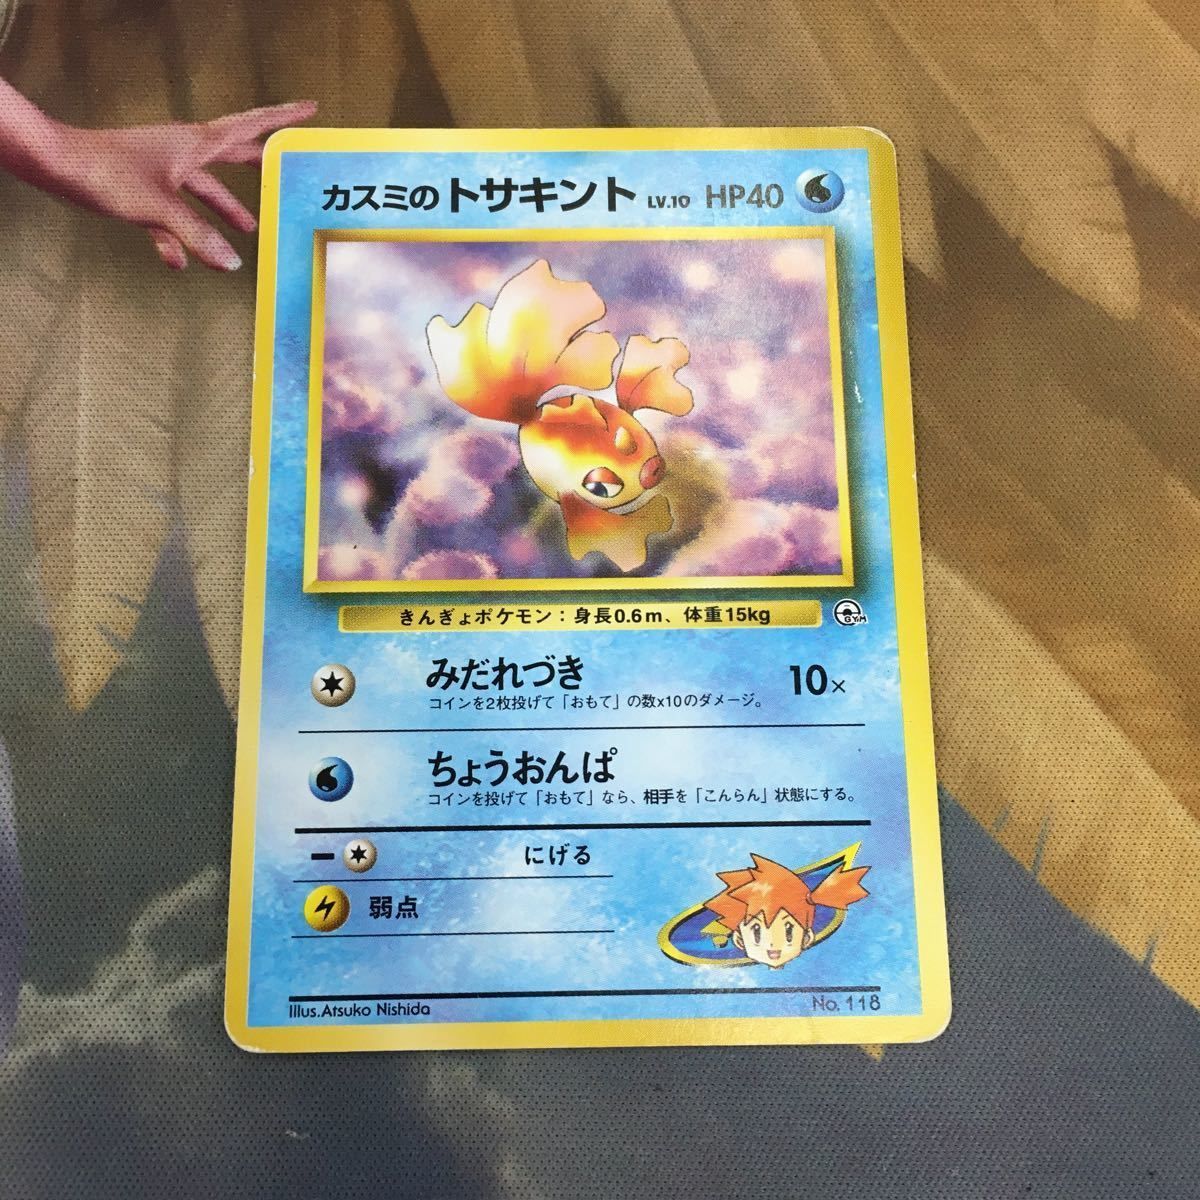 カスミのトサキント LV.10 HP40
きんぎょポケモン：身長0.6m、体重15kg
GYM
みだれづき 10×
コインを2枚投げて「おもて」の数x10のダメージ。
ちょうおんぱ
コインを投げて「おもて」なら、相手を「こんらん」状態にする。
ー にげる
弱点
Illus.Atsuko Nishida No. 118